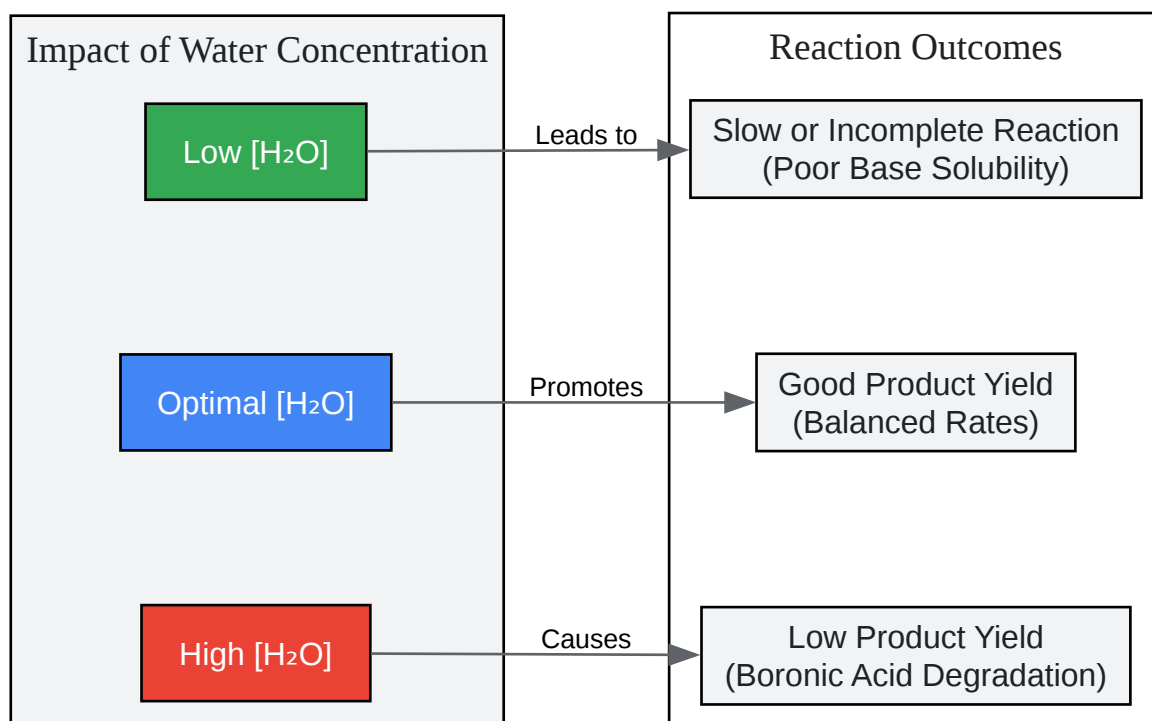 Impact of Water Concentration
Reaction Outcomes
Low [H₂O]
Leads to
Slow or Incomplete Reaction
(Poor Base Solubility)
Optimal [H₂O]
Promotes
Good Product Yield
(Balanced Rates)
High [H₂O]
Causes
Low Product Yield
(Boronic Acid Degradation)